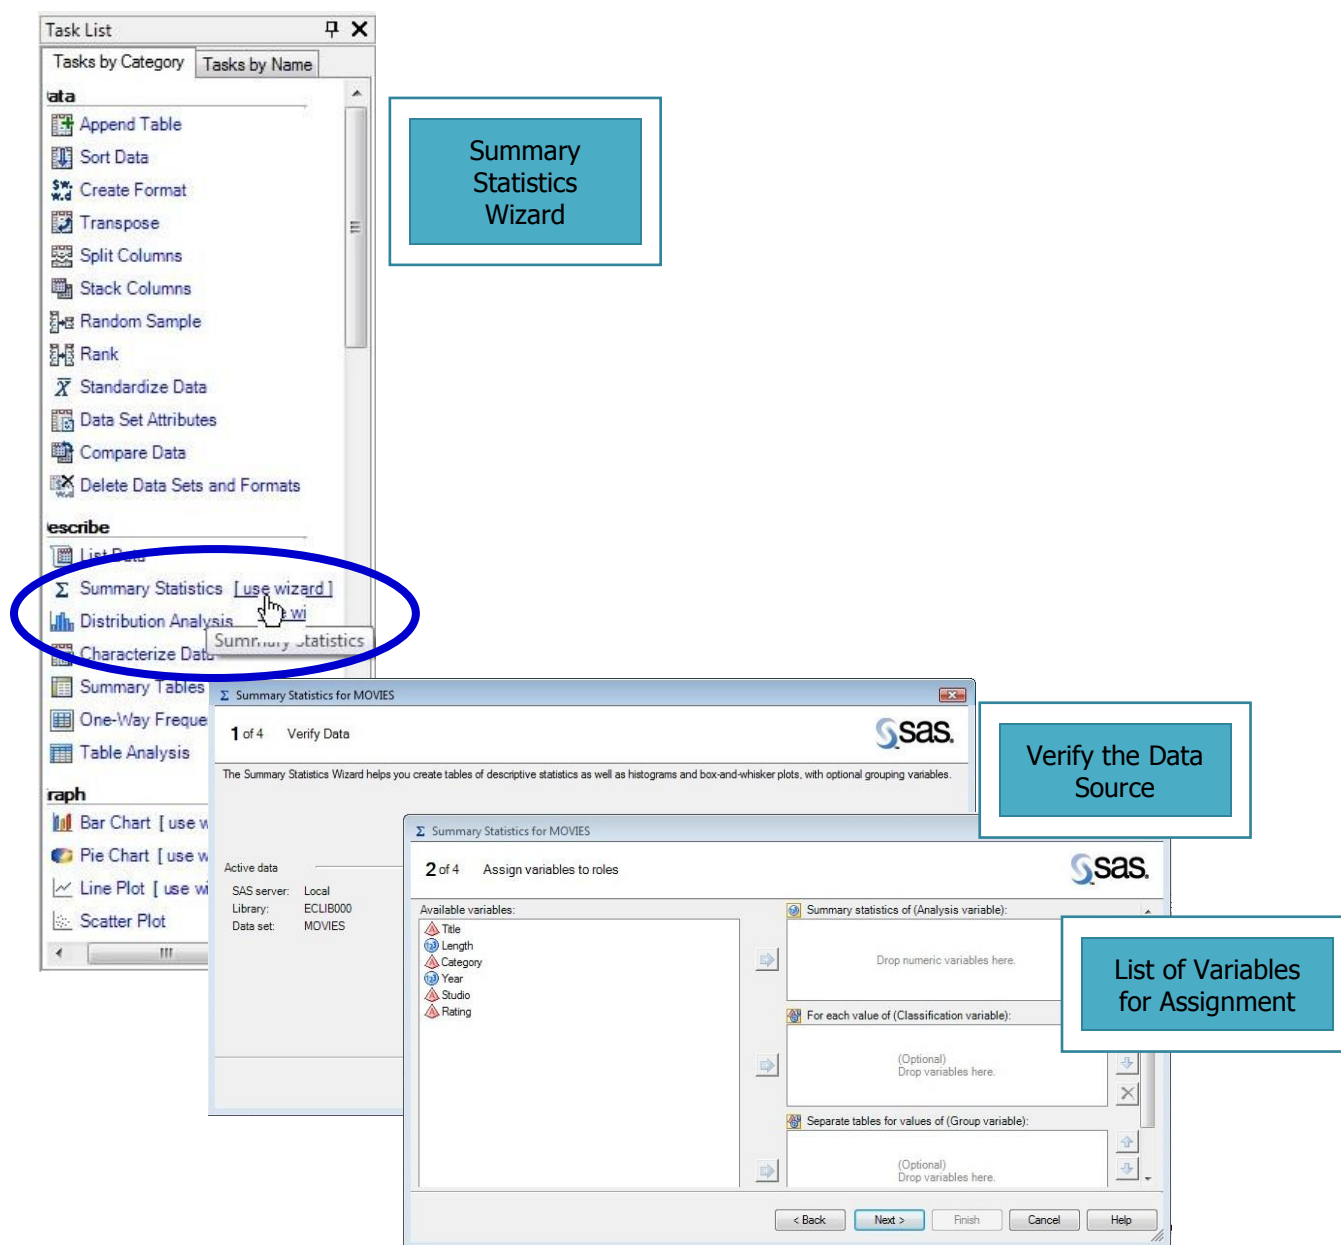 Task List
Tasks by Category Tasks by Name
ata
Append Table
Sort Data
Create Format
Transpose
Split Columns
Stack Columns
Random Sample
Rank
Standardize Data
Data Set Attributes
Compare Data
Delete Data Sets and Formats
escribe
List Data
Summary Statistics [ use wizard ]
Distribution Analysis
Summary Statistics
Characterize Data
Summary Tables
One-Way Freque
Table Analysis
raph
Bar Chart [ use w
Pie Chart [ use w
Line Plot [ use wi
Scatter Plot
Summary
Statistics
Wizard
Σ Summary Statistics for MOVIES
1 of 4 Verify Data
sas.
The Summary Statistics Wizard helps you create tables of descriptive statistics as well as histograms and box-and-whisker plots, with optional grouping variables.
Active data
SAS server: Local
Library: ECLIB000
Data set: MOVIES
Verify the Data
Source
Σ Summary Statistics for MOVIES
2 of 4 Assign variables to roles
sas.
Available variables:
Title
Length
Category
Year
Studio
Rating
Summary statistics of (Analysis variable):
Drop numeric variables here.
For each value of (Classification variable):
(Optional)
Drop variables here.
Separate tables for values of (Group variable):
(Optional)
Drop variables here.
< Back Next > Finish Cancel Help
List of Variables
for Assignment